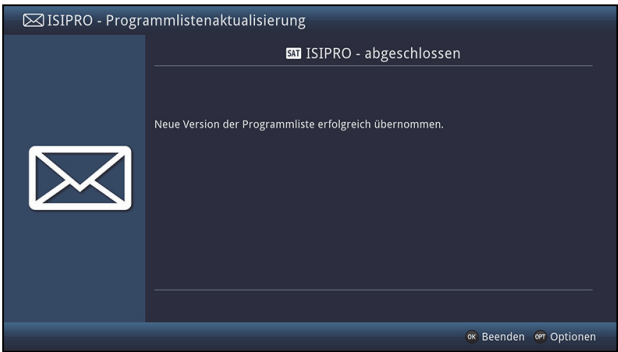 ISIPRO - Programmlistenaktualisierung
SAT ISIPRO - abgeschlossen
Neue Version der Programmliste erfolgreich übernommen.
OK Beenden OPT Optionen